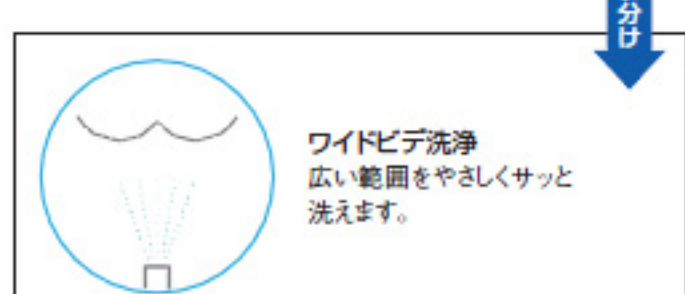 分け
ワイドビデ洗浄
広い範囲をやさしくサッと
洗えます。